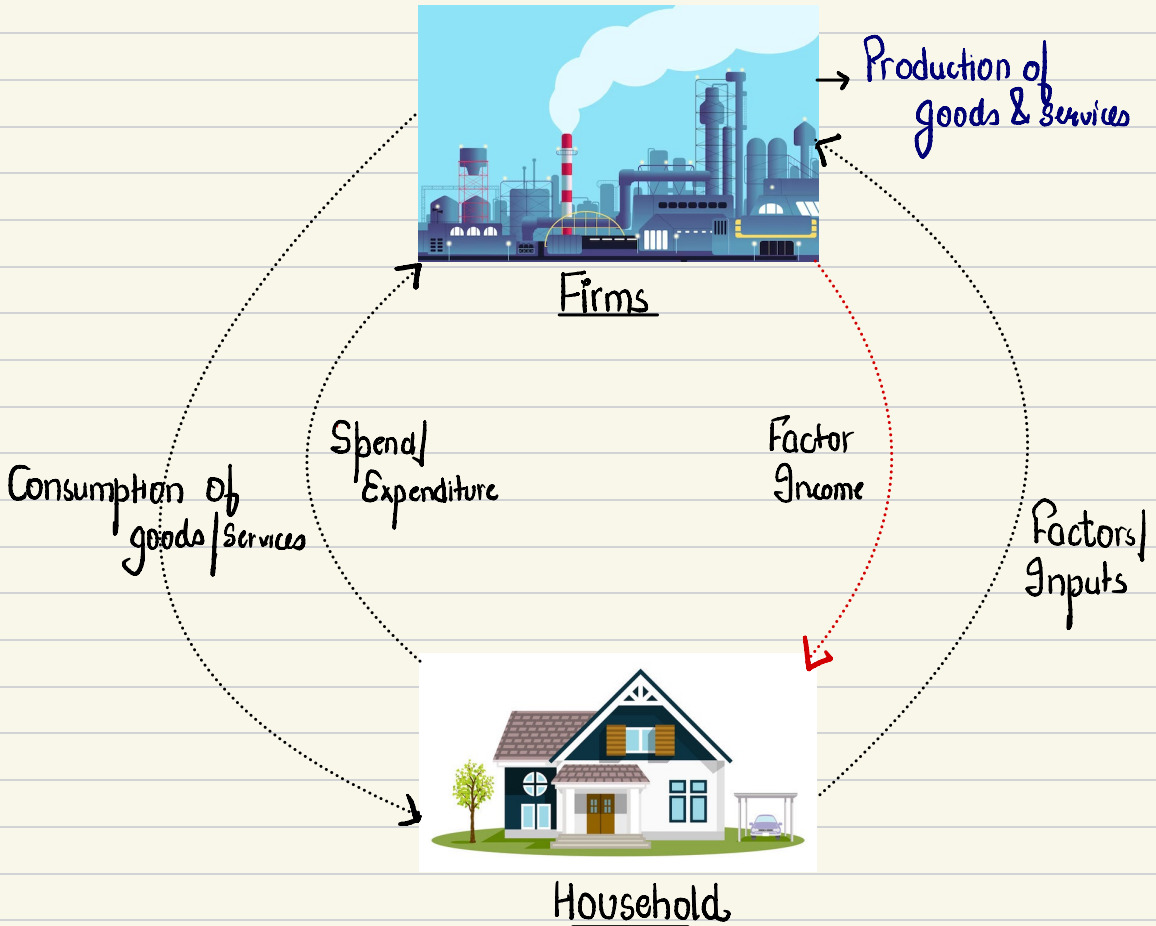 Production of
goods & Services
Firms
Spend/
Expenditure
Factor
Income
Consumption of
goods/Services
Factors/
Inputs
Household